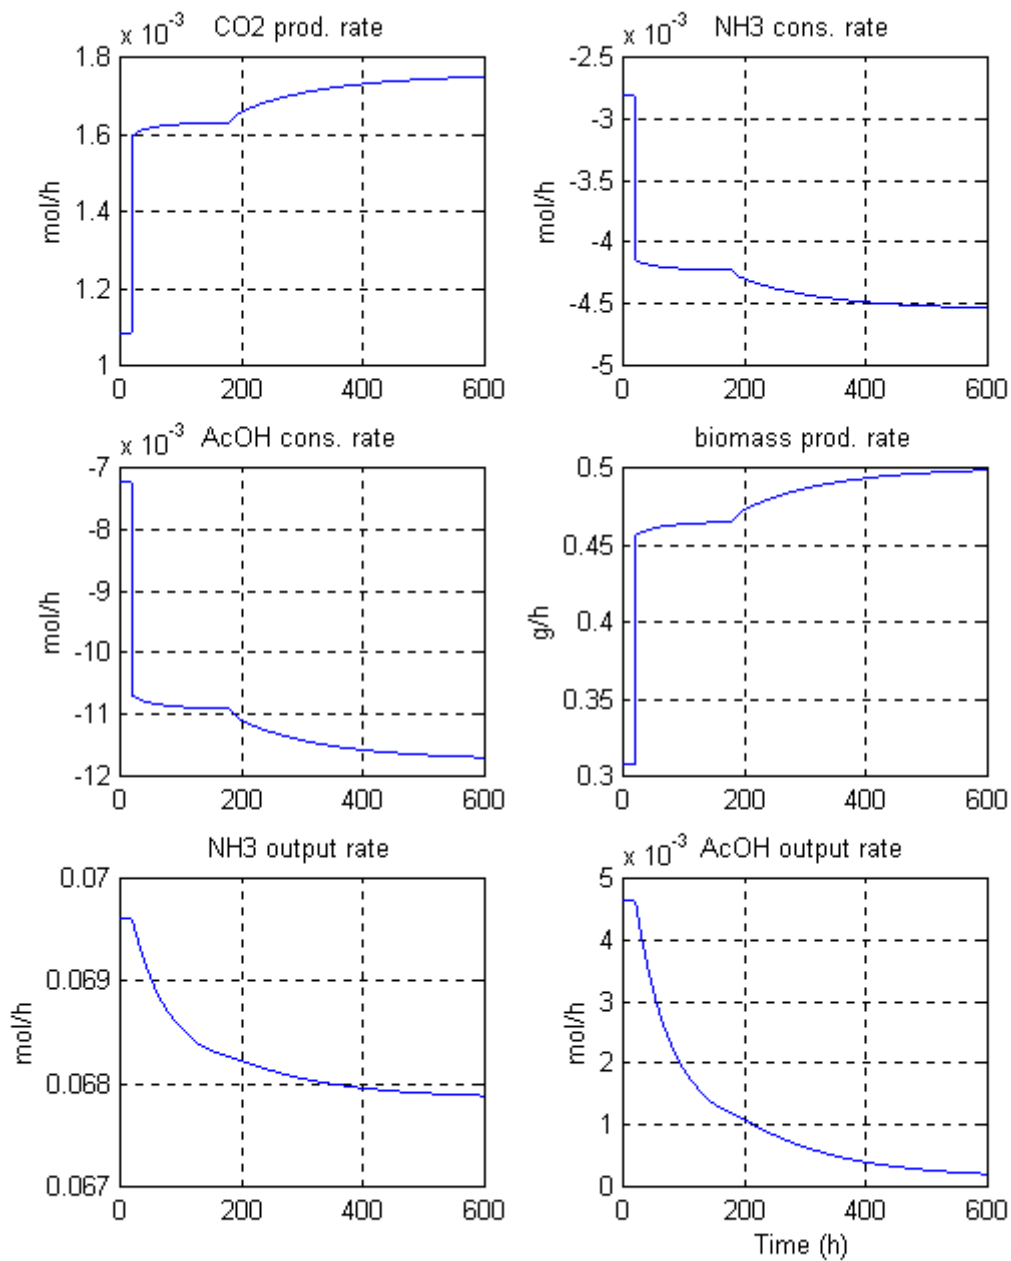 x 10^-3 CO2 prod. rate
1.8
1.6
1.4
1.2
1
mol/h
0 200 400 600
x 10^-3 NH3 cons. rate
-2.5
-3
-3.5
-4
-4.5
-5
mol/h
0 200 400 600
x 10^-3 AcOH cons. rate
-7
-8
-9
-10
-11
-12
mol/h
0 200 400 600
biomass prod. rate
0.5
0.45
0.4
0.35
0.3
g/h
0 200 400 600
NH3 output rate
0.07
0.069
0.068
0.067
mol/h
0 200 400 600
x 10^-3 AcOH output rate
5
4
3
2
1
0
mol/h
0 200 400 600
Time (h)